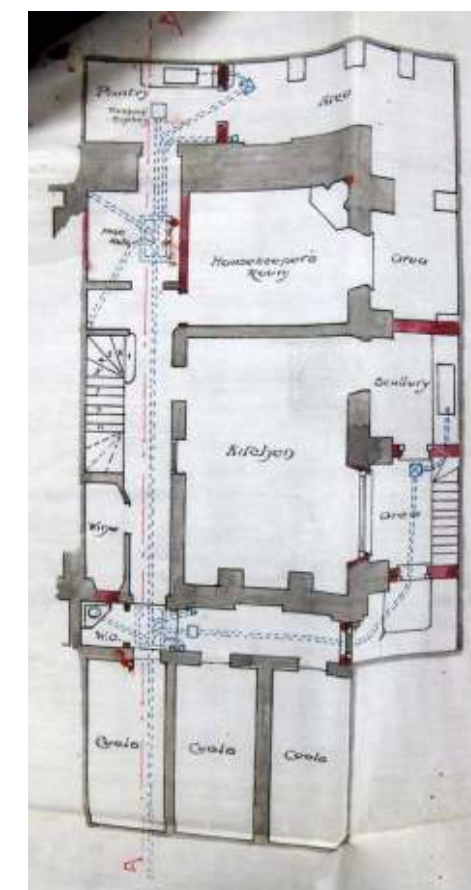 A
Pantry
Area
Housekeeper's
Room
Area
Scullery
Kitchen
Area
Wine
W.C.
Coals
Coals
Coals
A